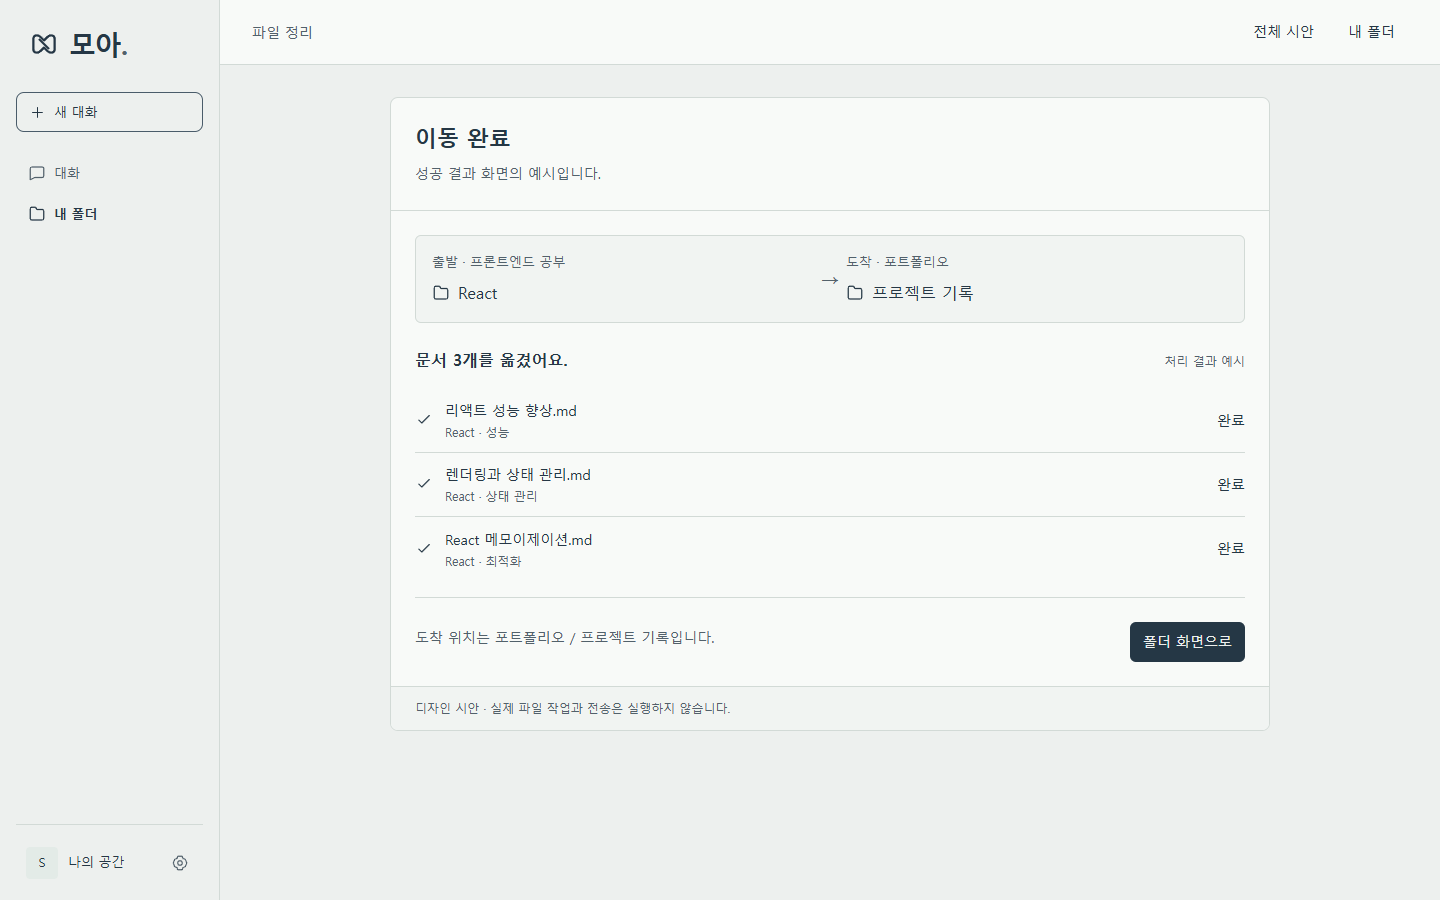 모아.
새 대화
대화
내 폴더
S 나의 공간
파일 정리
전체 시안 내 폴더
이동 완료
성공 결과 화면의 예시입니다.
출발 · 프론트엔드 공부
React
→
도착 · 포트폴리오
프로젝트 기록
문서 3개를 옮겼어요.
처리 결과 예시
리액트 성능 향상.md
React · 성능
완료
렌더링과 상태 관리.md
React · 상태 관리
완료
React 메모이제이션.md
React · 최적화
완료
도착 위치는 포트폴리오 / 프로젝트 기록입니다.
폴더 화면으로
디자인 시안 · 실제 파일 작업과 전송은 실행하지 않습니다.